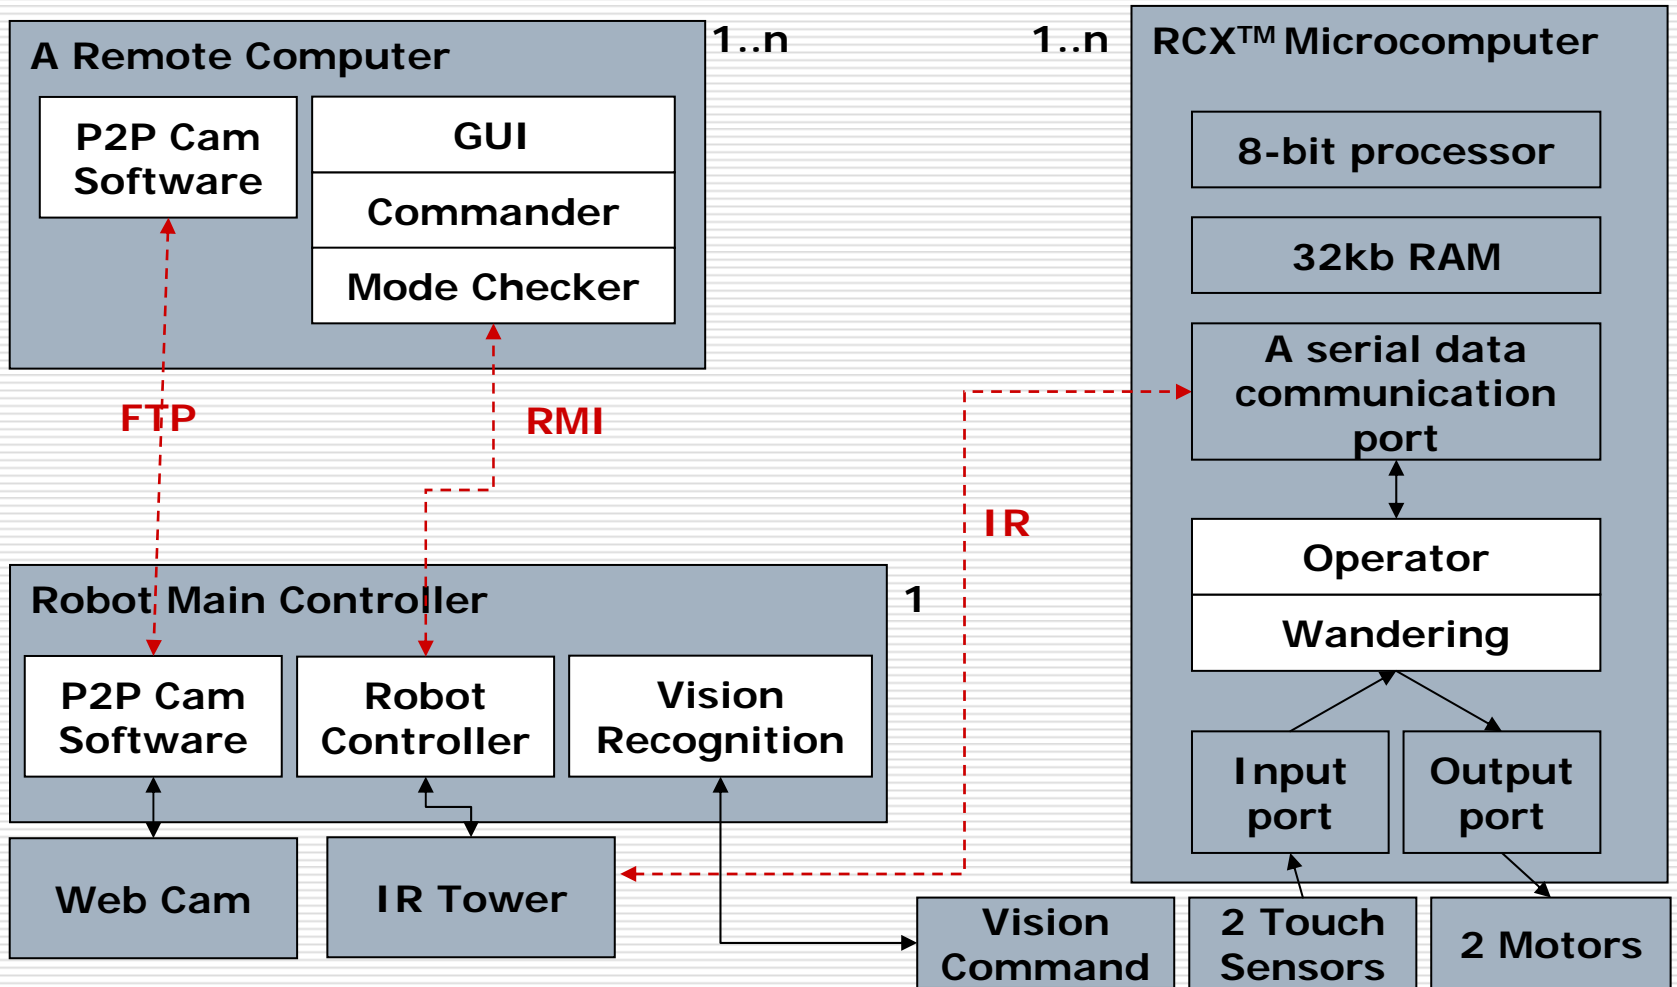 A Remote Computer
1..n
P2P Cam
Software
GUI
Commander
Mode Checker
FTP
RMI
1..n
RCX™ Microcomputer
8-bit processor
32kb RAM
A serial data
communication
port
IR
Operator
Wandering
Input
port
Output
port
Robot Main Controller
1
P2P Cam
Software
Robot
Controller
Vision
Recognition
Web Cam
IR Tower
Vision
Command
2 Touch
Sensors
2 Motors